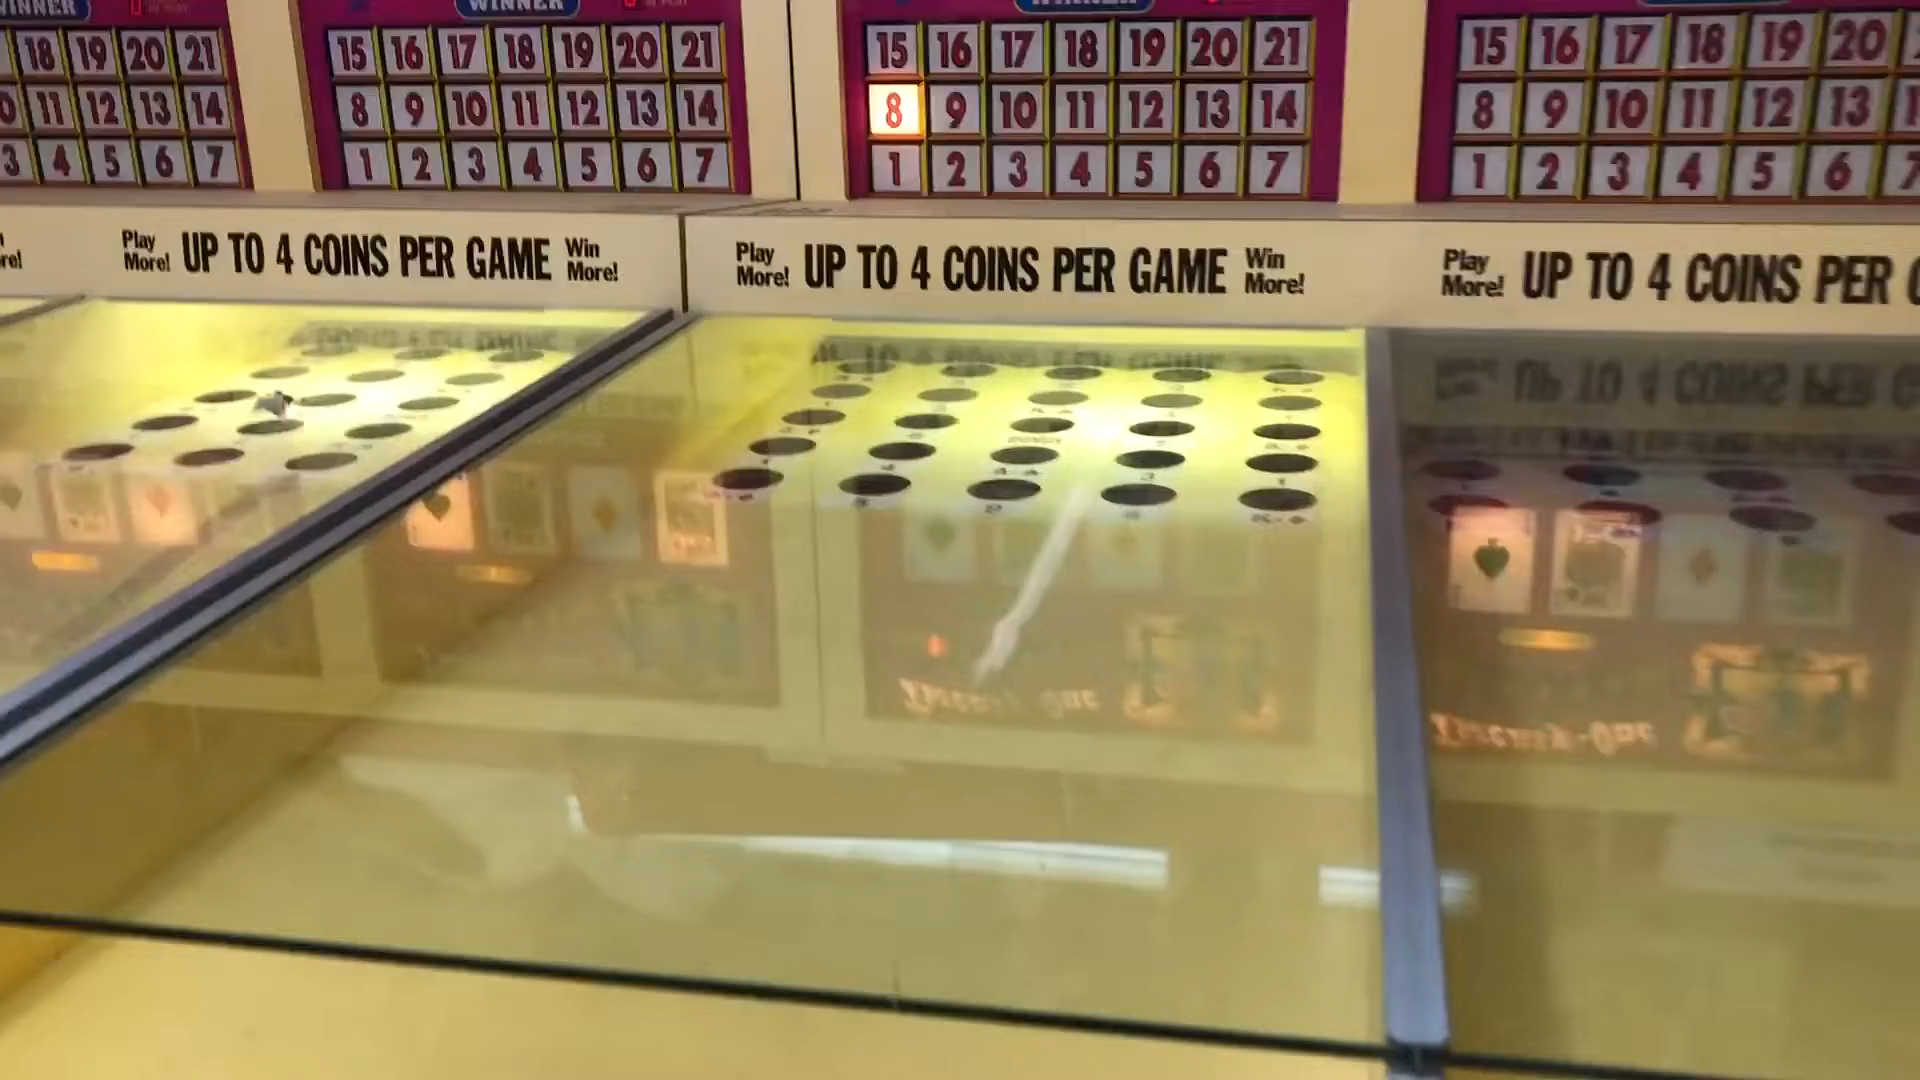 WINNER
WINNER
WINNER
18 19 20 21
11 12 13 14
3 4 5 6 7
15 16 17 18 19 20 21
8 9 10 11 12 13 14
1 2 3 4 5 6 7
15 16 17 18 19 20 21
8 9 10 11 12 13 14
1 2 3 4 5 6 7
15 16 17 18 19 20
8 9 10 11 12 13
1 2 3 4 5 6 7
Play More! UP TO 4 COINS PER GAME Win More!
Play More! UP TO 4 COINS PER GAME Win More!
Play More! UP TO 4 COINS PER